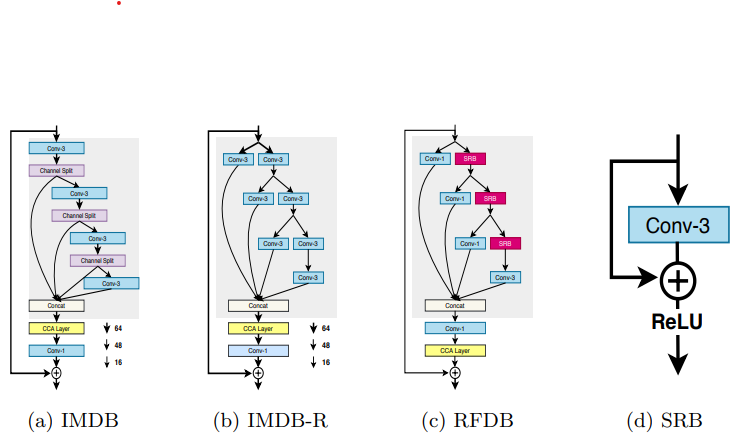 Conv-3
Channel Split
Conv-3
Channel Split
Conv-3
Channel Split
Conv-3
Concat
CCA Layer
64
48
Conv-1
16
(a) IMDB
Conv-3 Conv-3
Conv-3 Conv-3
Conv-3 Conv-3
Conv-3
Concat
CCA Layer
64
48
Conv-1
16
(b) IMDB-R
Conv-1 SRB
Conv-1 SRB
Conv-1 SRB
Conv-3
Concat
Conv-1
CCA Layer
(c) RFDB
Conv-3
ReLU
(d) SRB